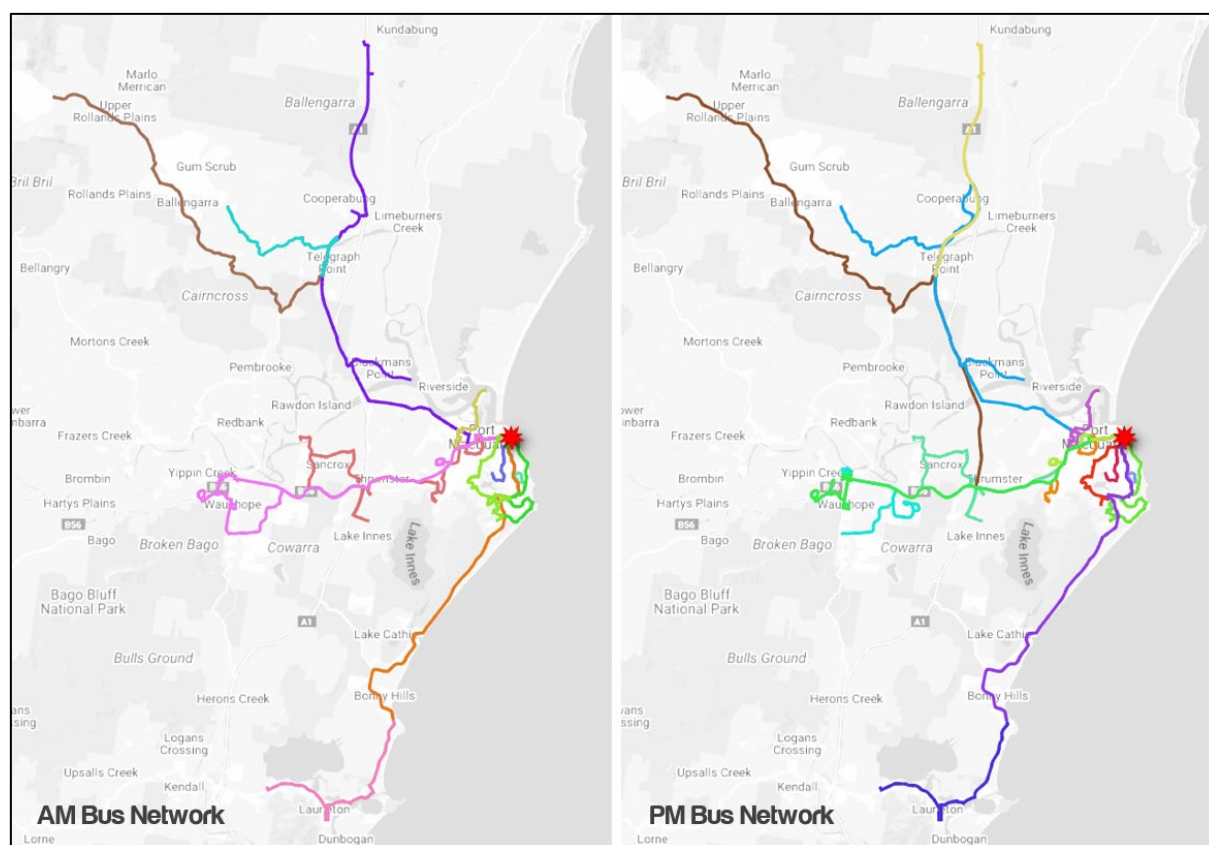 Kundabung
Marlo
Merrican
Ballengarra
Upper
Rollands Plains
A1
Gum Scrub
Bril Bril
Rollands Plains
Ballengarra
Cooperabung
Limeburners
Creek
Telegraph
Point
Bellangry
Cairncross
Mortons Creek
Pembrooke
Point
Riverside
Rawdon Island
Redbank
Frazers Creek
Port
Sancrox
Yippin Creek
Brombin
Hartys Plains
Wauchope
B56
Bago
Broken Bago
Cowarra
Lake Innes
Lake Innes
Bago Bluff
National Park
A1
Lake Cathie
Bulls Ground
Bonny Hills
Herons Creek
Logans
Crossing
Upsalls Creek
Kendall
Laurieton
AM Bus Network
Lorne
Dunbogan
Kundabung
Marlo
Merrican
Ballengarra
Upper
Rollands Plains
A1
Gum Scrub
Bril Bril
Rollands Plains
Ballengarra
Cooperabung
Limeburners
Creek
Telegraph
Point
Bellangry
Cairncross
Mortons Creek
Pembrooke
Point
Riverside
Rawdon Island
Redbank
Frazers Creek
Port
Sancrox
Yippin Creek
Thrumster
Brombin
Hartys Plains
Wauchope
B56
Bago
Broken Bago
Cowarra
Lake Innes
Lake Innes
Bago Bluff
National Park
A1
Lake Cathie
Bulls Ground
Bonny Hills
Herons Creek
Logans
Crossing
Upsalls Creek
Kendall
Laurieton
PM Bus Network
Lorne
Dunbogan